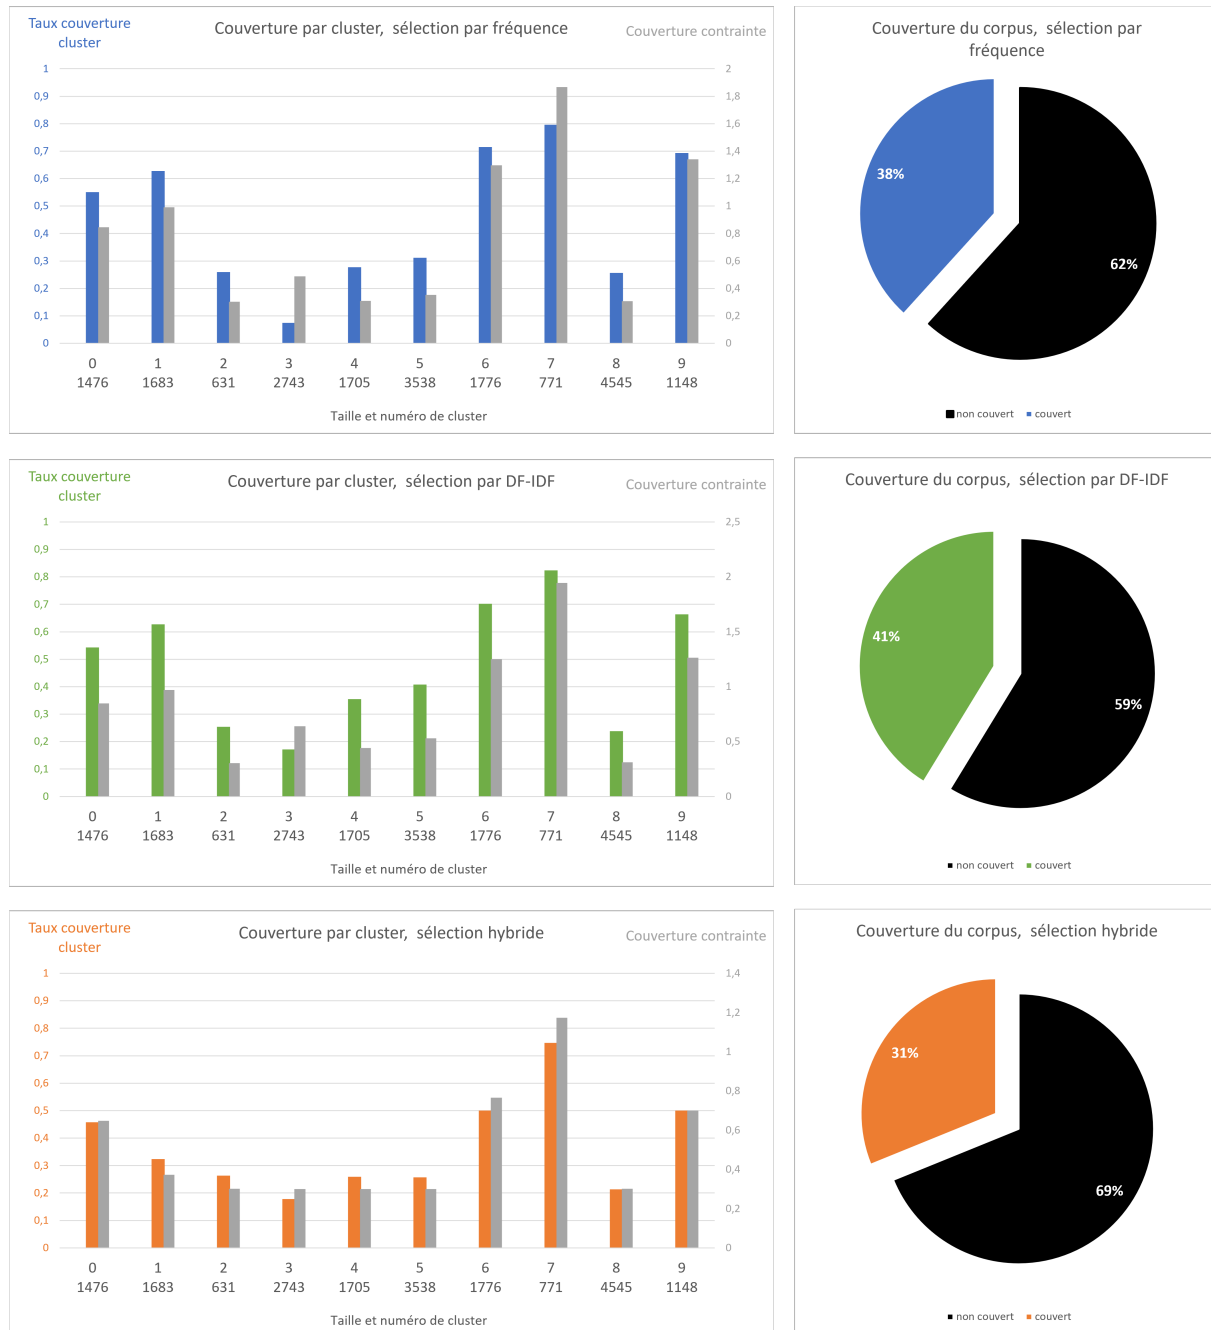 Taux couverture
cluster
Couverture par cluster,  sélection par fréquence
Couverture contrainte
1
0,9
0,8
0,7
0,6
0,5
0,4
0,3
0,2
0,1
0
2
1,8
1,6
1,4
1,2
1
0,8
0,6
0,4
0,2
0
0 1 2 3 4 5 6 7 8 9
1476 1683 631 2743 1705 3538 1776 771 4545 1148
Taille et numéro de cluster
Couverture du corpus,  sélection par
fréquence
38%
62%
non couvert couvert
Taux couverture
cluster
Couverture par cluster,  sélection par DF-IDF
Couverture contrainte
1
0,9
0,8
0,7
0,6
0,5
0,4
0,3
0,2
0,1
0
2,5
2
1,5
1
0,5
0
0 1 2 3 4 5 6 7 8 9
1476 1683 631 2743 1705 3538 1776 771 4545 1148
Taille et numéro de cluster
Couverture du corpus,  sélection par DF-IDF
41%
59%
non couvert couvert
Taux couverture
cluster
Couverture par cluster,  sélection hybride
Couverture contrainte
1
0,9
0,8
0,7
0,6
0,5
0,4
0,3
0,2
0,1
0
1,4
1,2
1
0,8
0,6
0,4
0,2
0
0 1 2 3 4 5 6 7 8 9
1476 1683 631 2743 1705 3538 1776 771 4545 1148
Taille et numéro de cluster
Couverture du corpus,  sélection hybride
31%
69%
non couvert couvert